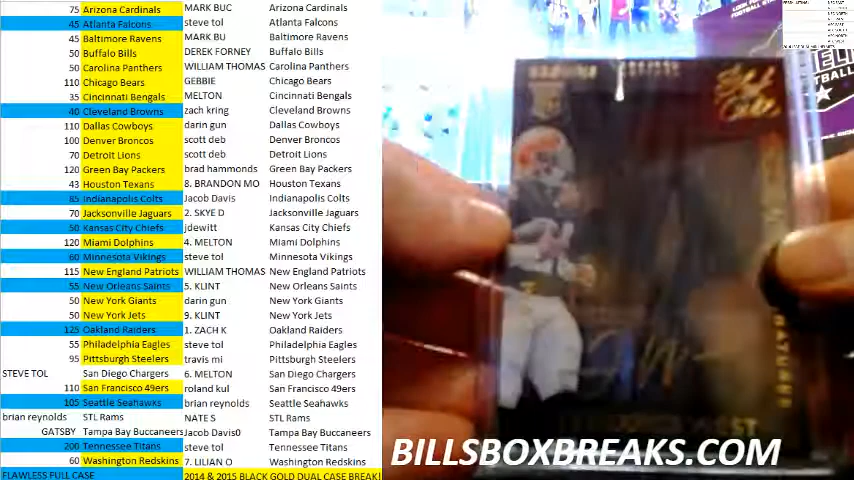 75 Arizona Cardinals MARK BUC Arizona Cardinals
45 Atlanta Falcons steve tol Atlanta Falcons
45 Baltimore Ravens MARK BU Baltimore Ravens
50 Buffalo Bills DEREK FORNEY Buffalo Bills
50 Carolina Panthers WILLIAM THOMAS Carolina Panthers
110 Chicago Bears GEBBIE Chicago Bears
35 Cincinnati Bengals MELTON Cincinnati Bengals
40 Cleveland Browns zach kring Cleveland Browns
110 Dallas Cowboys darin gun Dallas Cowboys
100 Denver Broncos scott deb Denver Broncos
70 Detroit Lions scott deb Detroit Lions
120 Green Bay Packers brad hammonds Green Bay Packers
43 Houston Texans 8. BRANDON MO Houston Texans
85 Indianapolis Colts Jacob Davis Indianapolis Colts
70 Jacksonville Jaguars 2. SKYE D Jacksonville Jaguars
50 Kansas City Chiefs jdewitt Kansas City Chiefs
120 Miami Dolphins 4. MELTON Miami Dolphins
60 Minnesota Vikings steve tol Minnesota Vikings
115 New England Patriots WILLIAM THOMAS New England Patriots
55 New Orleans Saints 5. KLINT New Orleans Saints
50 New York Giants darin gun New York Giants
50 New York Jets 9. KLINT New York Jets
125 Oakland Raiders 1. ZACH K Oakland Raiders
55 Philadelphia Eagles steve tol Philadelphia Eagles
95 Pittsburgh Steelers travis mi Pittsburgh Steelers
STEVE TOL San Diego Chargers 6. MELTON San Diego Chargers
110 San Francisco 49ers roland kul San Francisco 49ers
105 Seattle Seahawks brian reynolds Seattle Seahawks
brian reynolds STL Rams NATE S STL Rams
GATSBY Tampa Bay Buccaneers Jacob Davis0 Tampa Bay Buccaneers
200 Tennessee Titans steve tol Tennessee Titans
60 Washington Redskins 7. LILIAN O Washington Redskins
FLAWLESS FULL CASE 2014 & 2015 BLACK GOLD DUAL CASE BREAK!
BILLSBOXBREAKS.COM